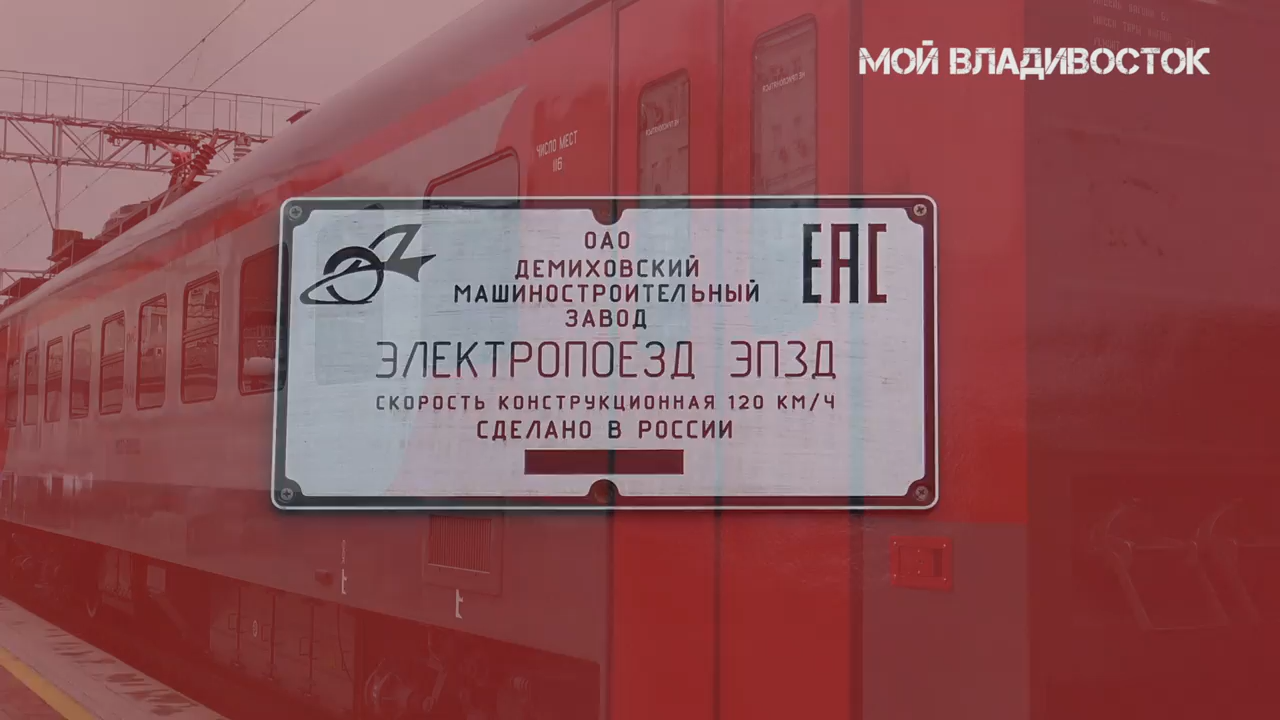 МОЙ ВЛАДИВОСТОК
ЧИСЛО МЕСТ
116
ОАО
ДЕМИХОВСКИЙ
МАШИНОСТРОИТЕЛЬНЫЙ
ЗАВОД
ЕАС
ЭЛЕКТРОПОЕЗД ЭП3Д
СКОРОСТЬ КОНСТРУКЦИОННАЯ 120 КМ/Ч
СДЕЛАНО В РОССИИ